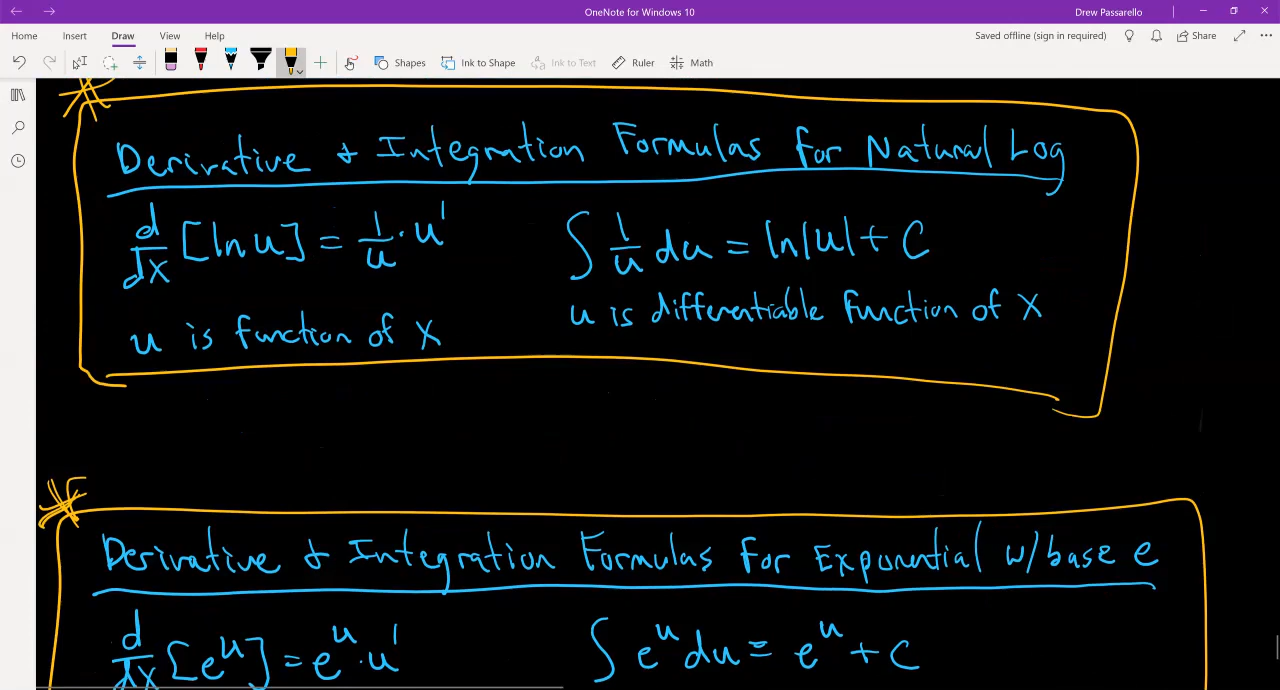 OneNote for Windows 10
Drew Passarello
Home Insert Draw View Help
Saved offline (sign in required)
Share
Shapes
Ink to Shape
Ink to Text
Ruler
Math
Derivative & Integration Formulas for Natural Log
d/dx [ln u] = 1/u · u'
∫ 1/u du = ln|u| + C
u is function of x
u is differentiable function of x
Derivative & Integration Formulas for Exponential w/base e
d/dx [e^u] = e^u · u'
∫ e^u du = e^u + C